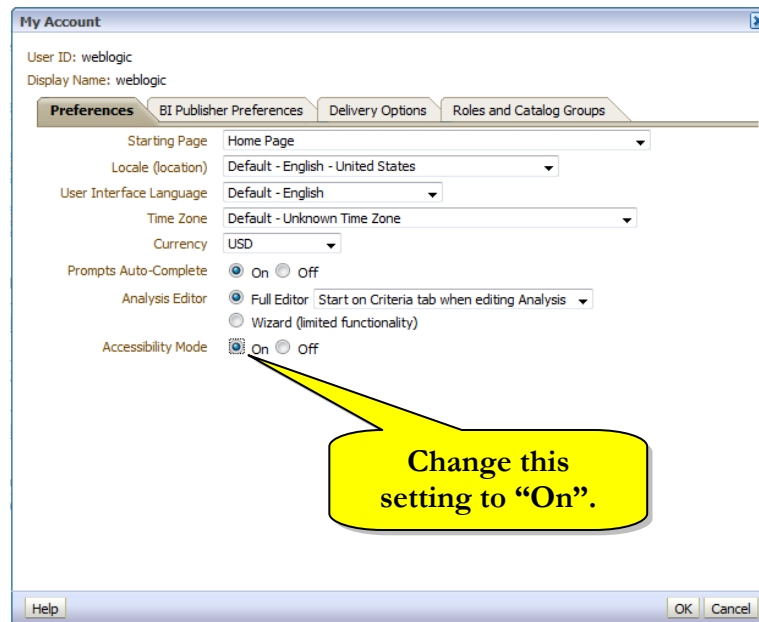 My Account
User ID: weblogic
Display Name: weblogic
Preferences BI Publisher Preferences Delivery Options Roles and Catalog Groups
Starting Page Home Page
Locale (location) Default - English - United States
User Interface Language Default - English
Time Zone Default - Unknown Time Zone
Currency USD
Prompts Auto-Complete On Off
Analysis Editor Full Editor Start on Criteria tab when editing Analysis
Wizard (limited functionality)
Accessibility Mode On Off
Change this
setting to “On”.
Help OK Cancel